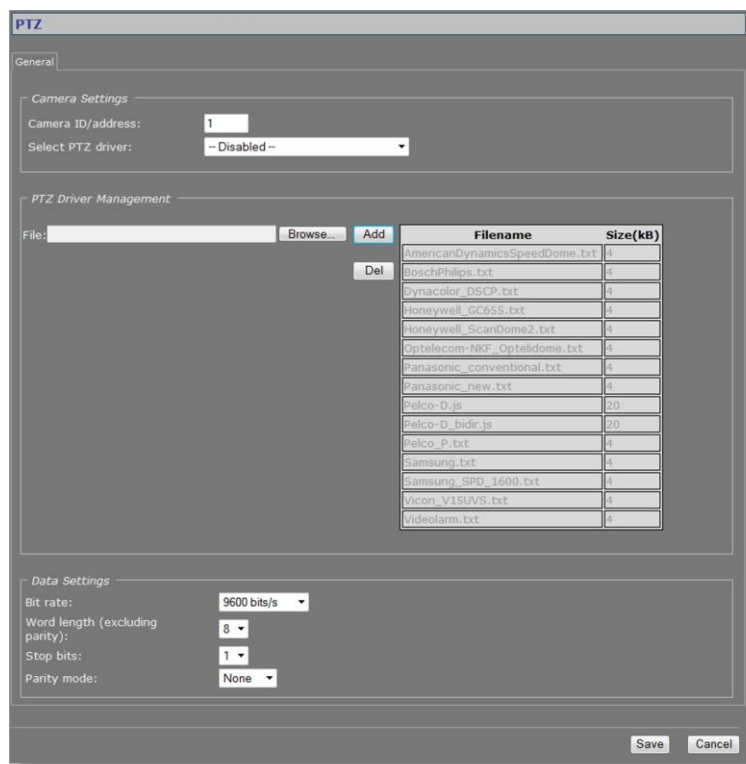 PTZ
General
Camera Settings
Camera ID/address: 1
Select PTZ driver: -- Disabled --
PTZ Driver Management
File: Browse... Add
Del
Filename Size(kB)
AmericanDynamicsSpeedDome.txt 4
BoschPhilips.txt 4
Dynacolor_DSCP.txt 4
Honeywell_GC655.txt 4
Honeywell_ScanDome2.txt 4
Optelecom-NKF_Optelidome.txt 4
Panasonic_conventional.txt 4
Panasonic_new.txt 4
Pelco-D.js 20
Pelco-D_bidir.js 20
Pelco_P.txt 4
Samsung.txt 4
Samsung_SPD_1600.txt 4
Vicon_V15UVS.txt 4
Videolarm.txt 4
Data Settings
Bit rate: 9600 bits/s
Word length (excluding
parity): 8
Stop bits: 1
Parity mode: None
Save Cancel